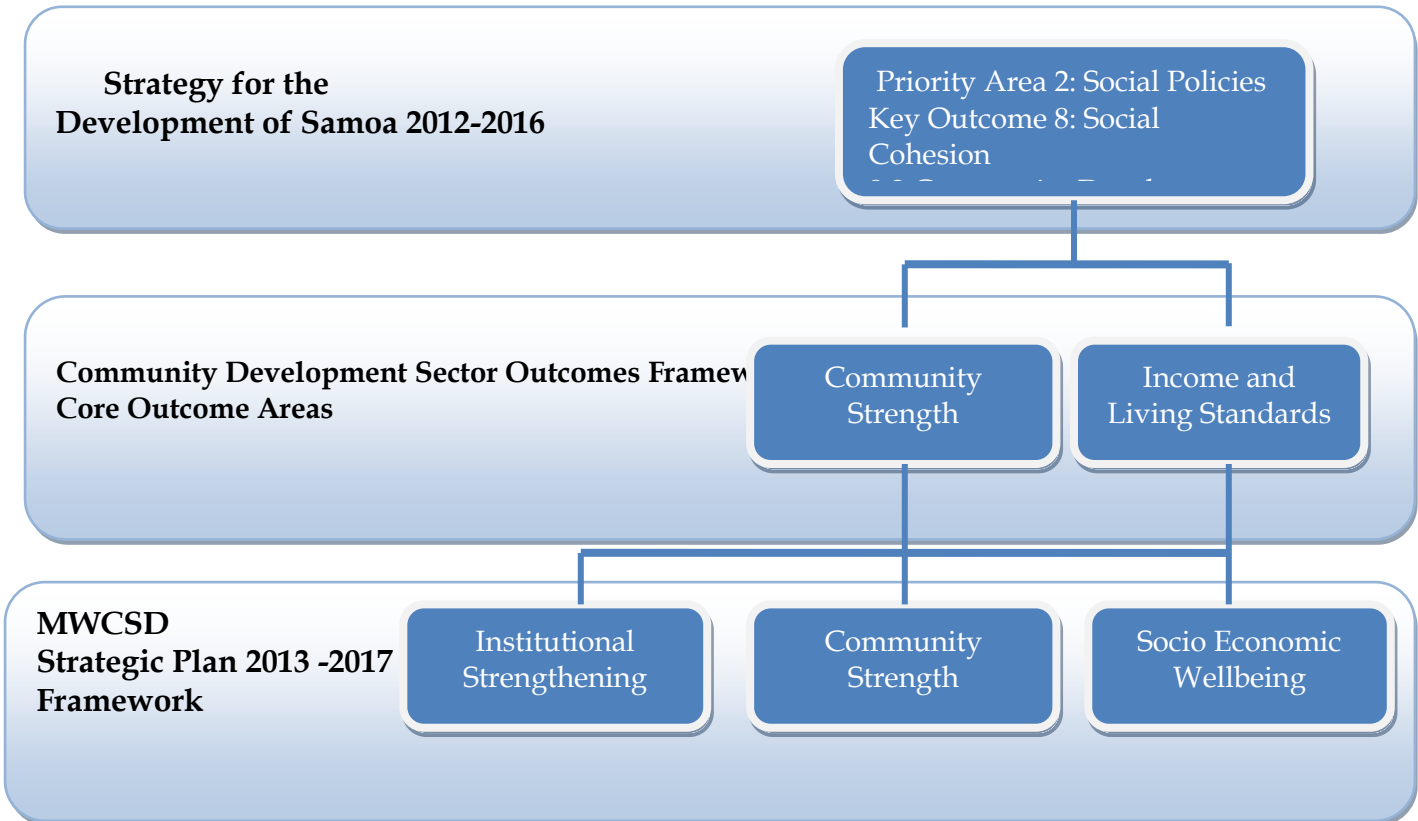 Strategy for the
Development of Samoa 2012-2016
Priority Area 2: Social Policies
Key Outcome 8: Social
Cohesion
Community Development Sector Outcomes Framew
Core Outcome Areas
Community
Strength
Income and
Living Standards
MWCSD
Strategic Plan 2013 -2017
Framework
Institutional
Strengthening
Community
Strength
Socio Economic
Wellbeing